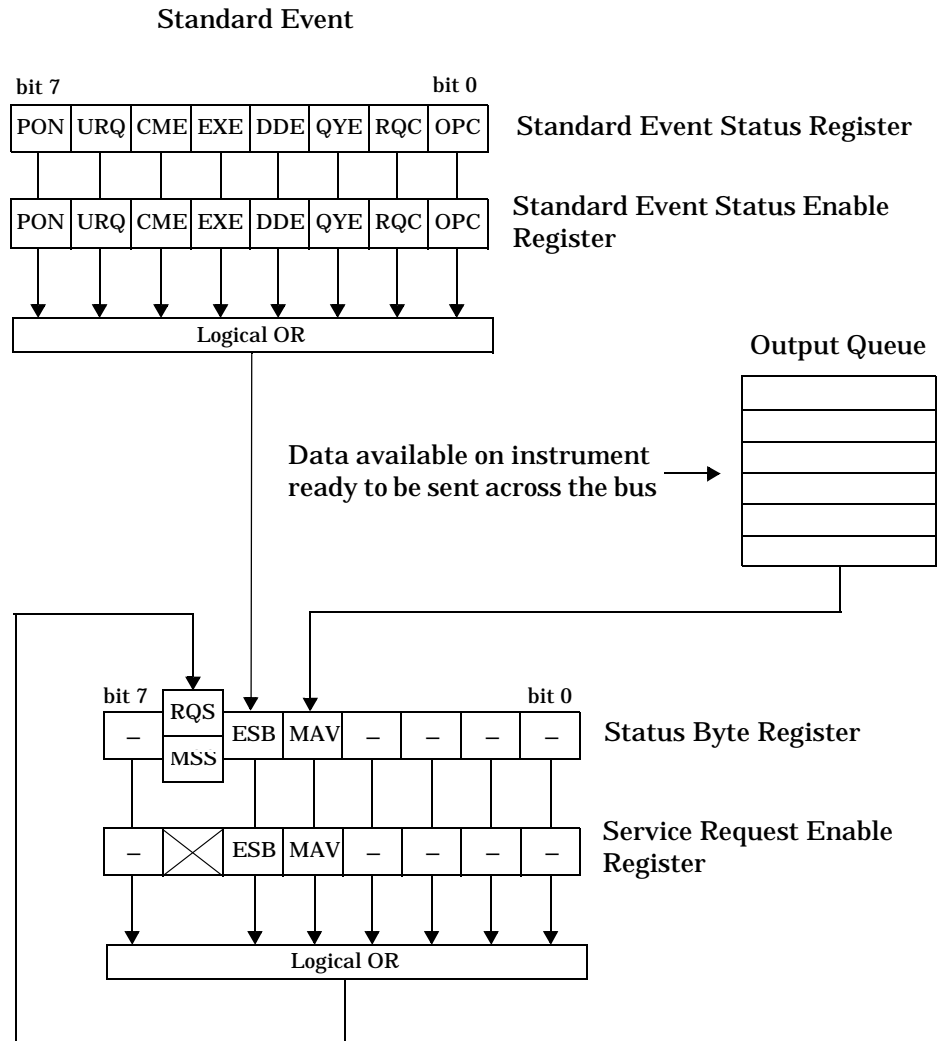 Standard Event
bit 7 bit 0
PON URQ CME EXE DDE QYE RQC OPC Standard Event Status Register
PON URQ CME EXE DDE QYE RQC OPC Standard Event Status Enable
Register
Logical OR
Output Queue
Data available on instrument
ready to be sent across the bus
bit 7 bit 0
– RQS MSS ESB MAV – – – – Status Byte Register
– ESB MAV – – – – Service Request Enable
Register
Logical OR